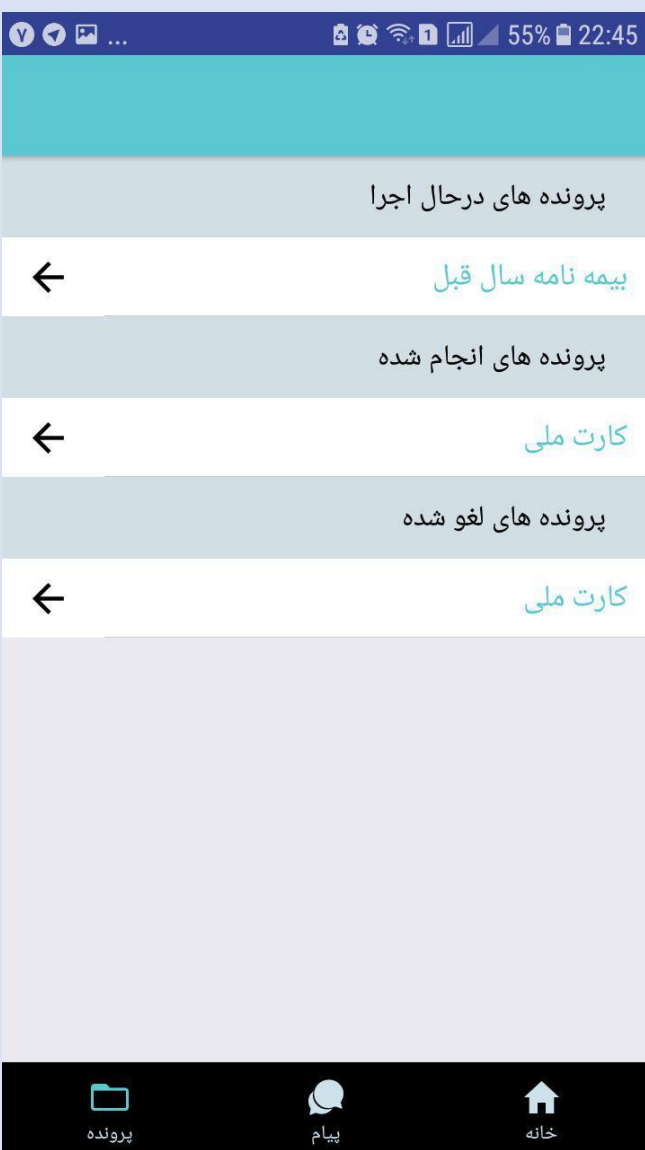 55% 22:45
پرونده های درحال اجرا
بیمه نامه سال قبل
پرونده های انجام شده
کارت ملی
پرونده های لغو شده
کارت ملی
خانه
پیام
پرونده